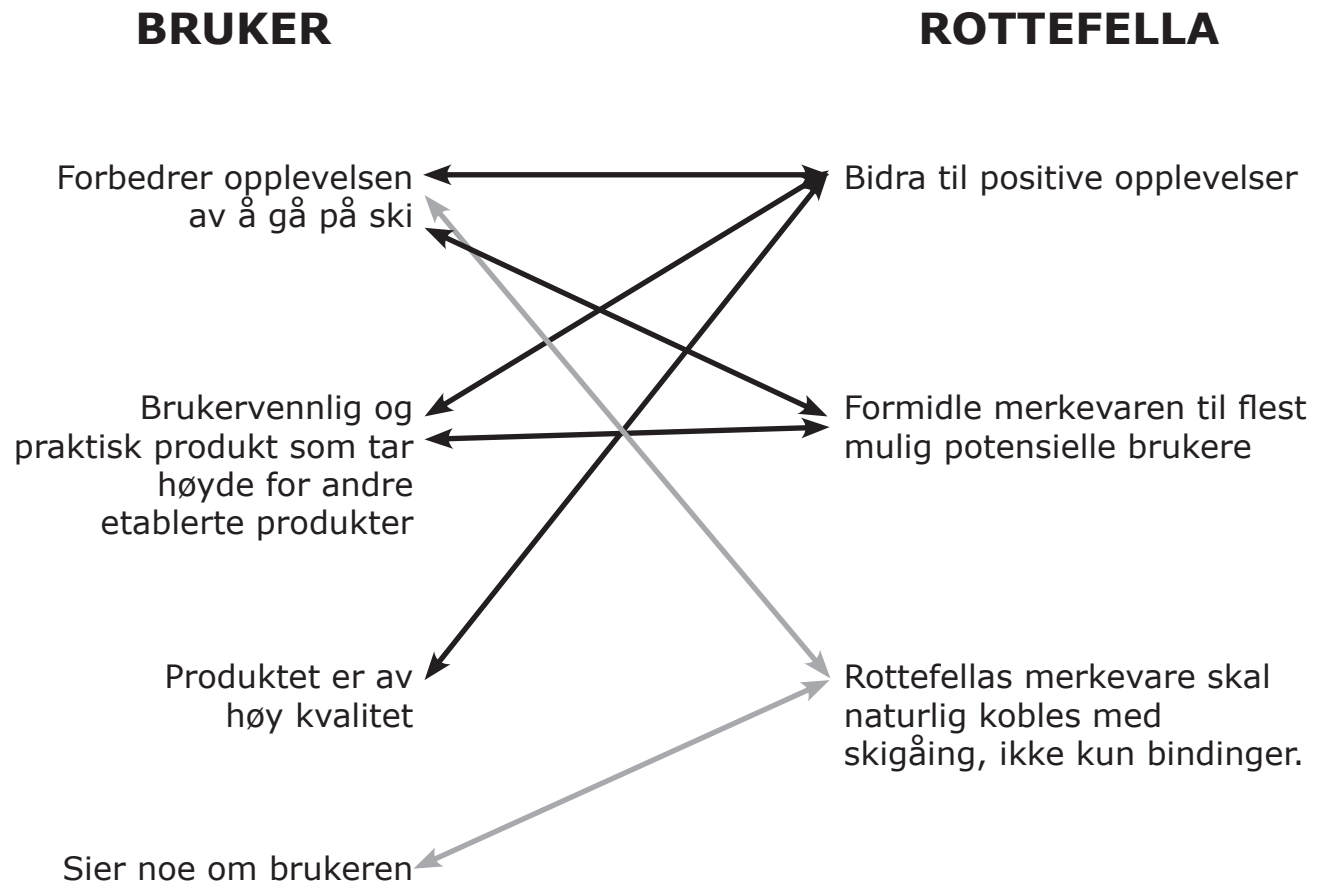 BRUKER
ROTTEFELLA
Forbedrer opplevelsen
av å gå på ski
Bidra til positive opplevelser
Brukervennlig og
praktisk produkt som tar
høyde for andre
etablerte produkter
Formidle merkevaren til flest
mulig potensielle brukere
Produktet er av
høy kvalitet
Rottefellas merkevare skal
naturlig kobles med
skigåing, ikke kun bindinger.
Sier noe om brukeren